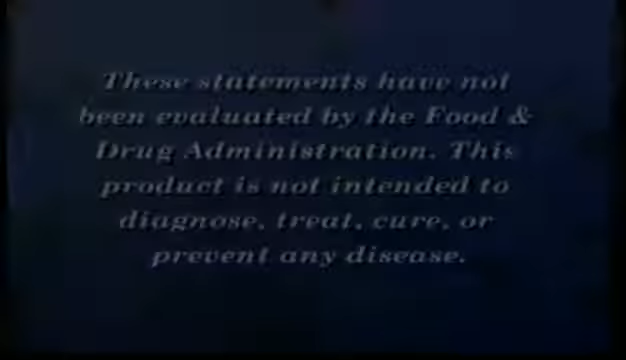 These statements have not
been evaluated by the Food &
Drug Administration. This
product is not intended to
diagnose, treat, cure, or
prevent any disease.